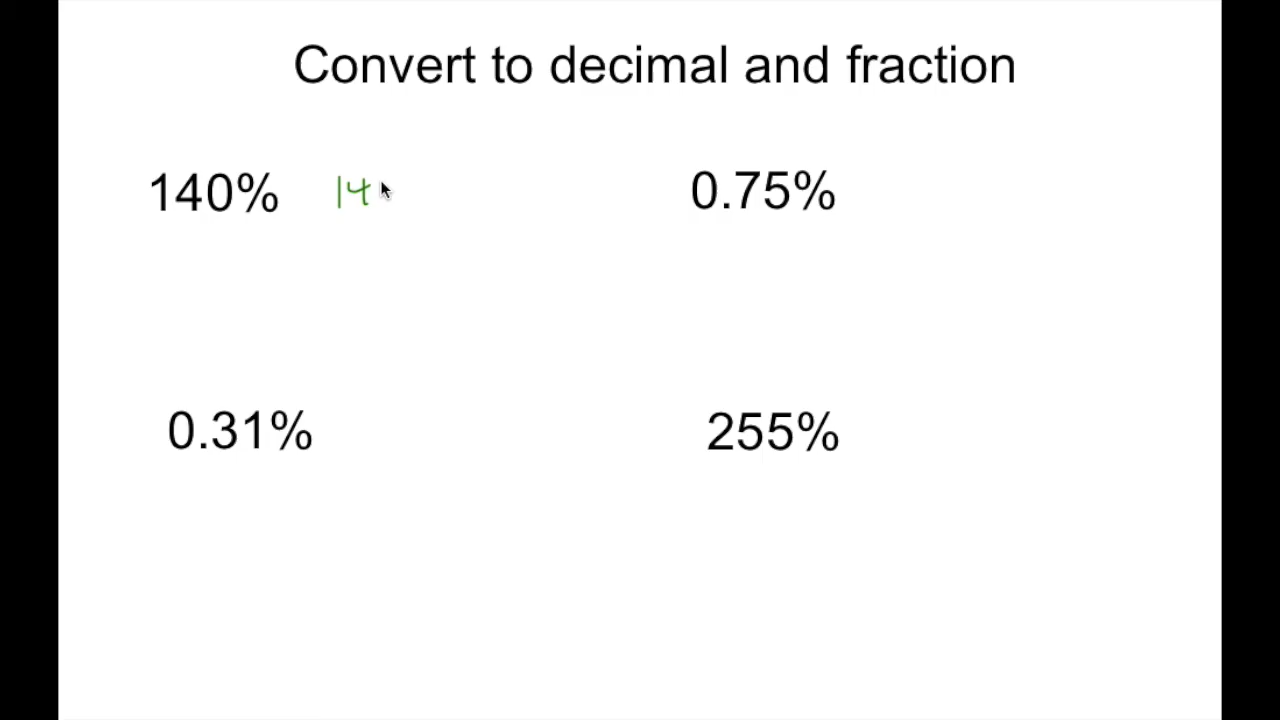 Convert to decimal and fraction
140% 14
0.75%
0.31%
255%